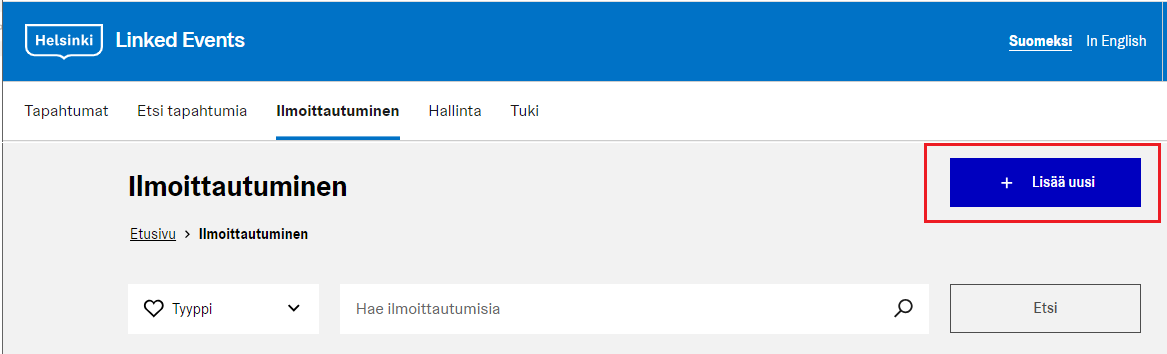 Helsinki Linked Events Suomeksi In English
Tapahtumat Etsi tapahtumia Ilmoittautuminen Hallinta Tuki
Ilmoittautuminen
+ Lisää uusi
Etusivu > Ilmoittautuminen
Tyyppi Hae ilmoittautumisia Etsi